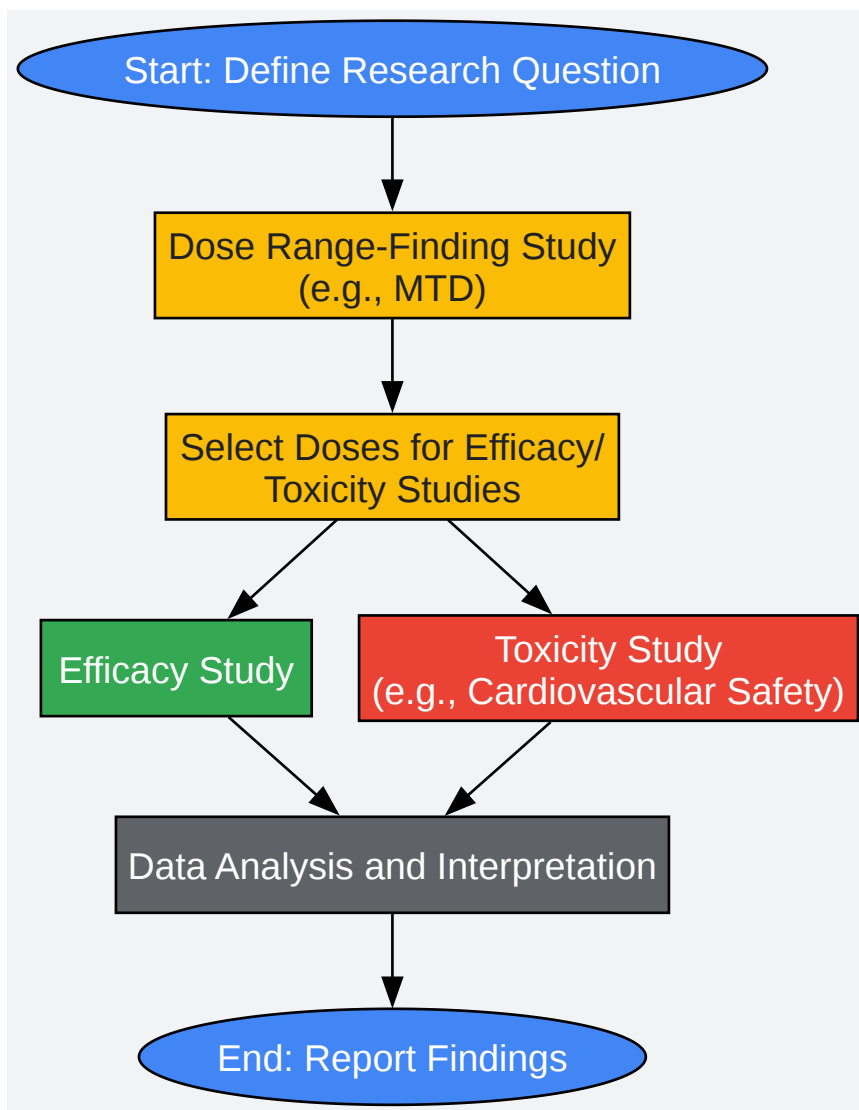 Start: Define Research Question
Dose Range-Finding Study
(e.g., MTD)
Select Doses for Efficacy/
Toxicity Studies
Efficacy Study
Toxicity Study
(e.g., Cardiovascular Safety)
Data Analysis and Interpretation
End: Report Findings